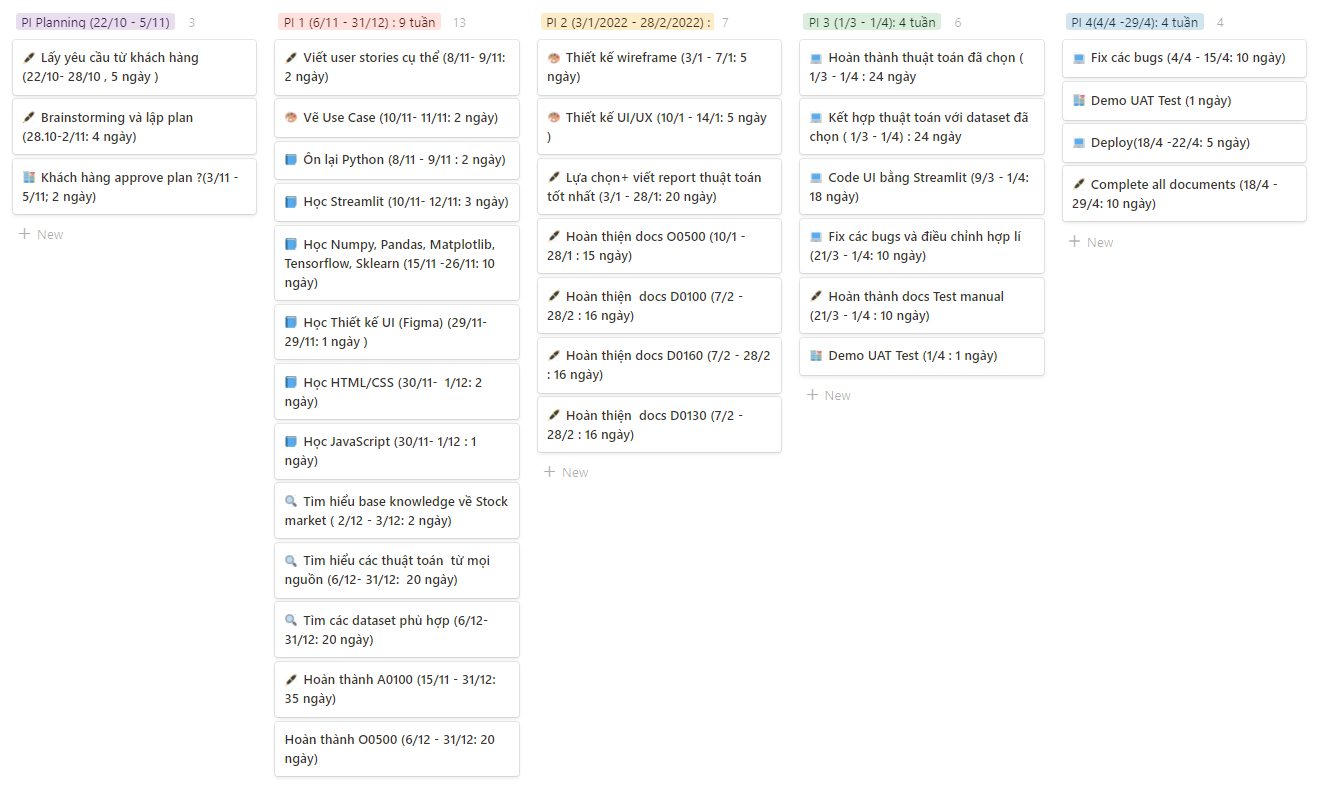 PI Planning (22/10 - 5/11) 3
Lấy yêu cầu từ khách hàng
(22/10- 28/10 , 5 ngày )
Brainstorming và lập plan
(28.10-2/11: 4 ngày)
Khách hàng approve plan ?(3/11 -
5/11; 2 ngày)
+ New
PI 1 (6/11 - 31/12) : 9 tuần 13
Viết user stories cụ thể (8/11- 9/11:
2 ngày)
Vẽ Use Case (10/11- 11/11: 2 ngày)
Ôn lại Python (8/11 - 9/11 : 2 ngày)
Học Streamlit (10/11- 12/11: 3 ngày)
Học Numpy, Pandas, Matplotlib,
Tensorflow, Sklearn (15/11 -26/11: 10
ngày)
Học Thiết kế UI (Figma) (29/11-
29/11: 1 ngày )
Học HTML/CSS (30/11-  1/12: 2
ngày)
Học JavaScript (30/11- 1/12 : 1
ngày)
Tìm hiểu base knowledge về Stock
market ( 2/12 - 3/12: 2 ngày)
Tìm hiểu các thuật toán  từ mọi
nguồn (6/12- 31/12:  20 ngày)
Tìm các dataset phù hợp (6/12-
31/12: 20 ngày)
Hoàn thành A0100 (15/11 - 31/12:
35 ngày)
Hoàn thành O0500 (6/12 - 31/12: 20
ngày)
PI 2 (3/1/2022 - 28/2/2022) : 7
Thiết kế wireframe (3/1 - 7/1: 5
ngày)
Thiết kế UI/UX (10/1 - 14/1: 5 ngày
)
Lựa chọn+ viết report thuật toán
tốt nhất (3/1 - 28/1: 20 ngày)
Hoàn thiện docs O0500 (10/1 -
28/1 : 15 ngày)
Hoàn thiện  docs D0100 (7/2 -
28/2 : 16 ngày)
Hoàn thiện docs D0160 (7/2 - 28/2
: 16 ngày)
Hoàn thiện  docs D0130 (7/2 -
28/2 : 16 ngày)
+ New
PI 3 (1/3 - 1/4): 4 tuần 6
Hoàn thành thuật toán đã chọn (
1/3 - 1/4 : 24 ngày
Kết hợp thuật toán với dataset đã
chọn ( 1/3 - 1/4) : 24 ngày
Code UI bằng Streamlit (9/3 - 1/4:
18 ngày)
Fix các bugs và điều chỉnh hợp lí
(21/3 - 1/4: 10 ngày)
Hoàn thành docs Test manual
(21/3 - 1/4 : 10 ngày)
Demo UAT Test (1/4 : 1 ngày)
+ New
PI 4(4/4 -29/4): 4 tuần 4
Fix các bugs (4/4 - 15/4: 10 ngày)
Demo UAT Test (1 ngày)
Deploy(18/4 -22/4: 5 ngày)
Complete all documents (18/4 -
29/4: 10 ngày)
+ New